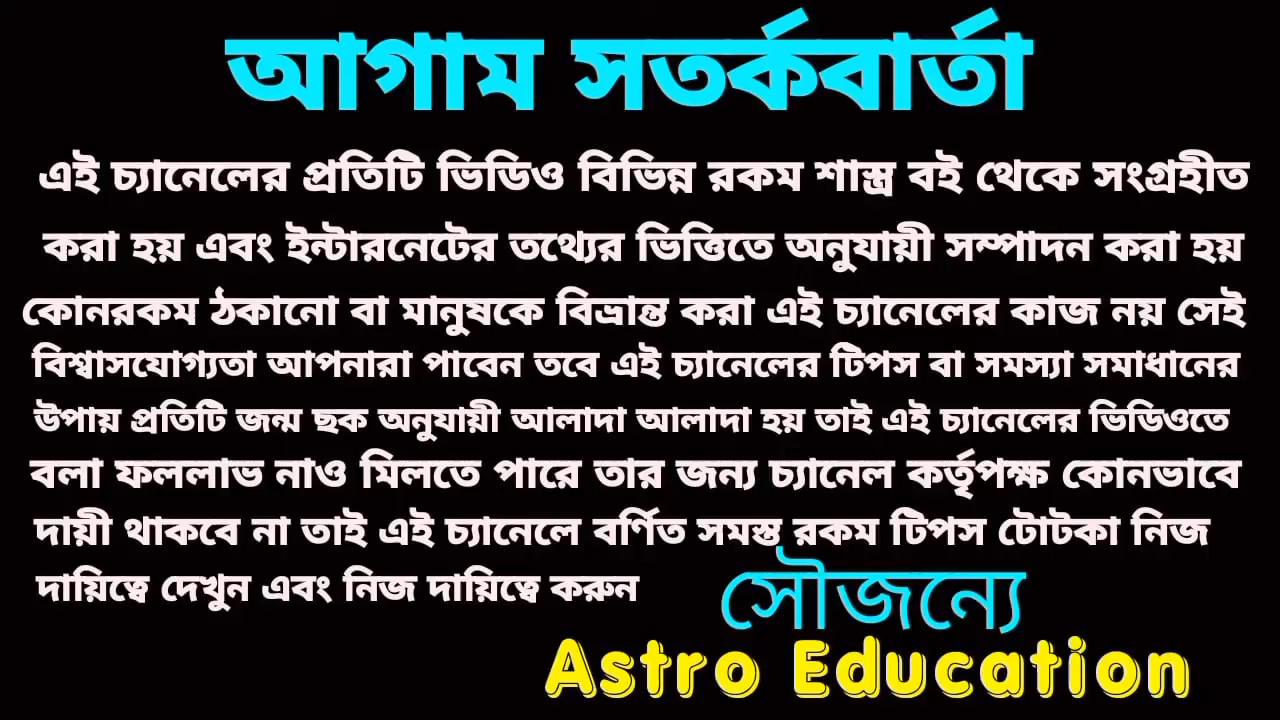 আগাম সতর্কবার্তা
এই চ্যানেলের প্রতিটি ভিডিও বিভিন্ন রকম শাস্ত্র বই থেকে সংগ্রহীত
করা হয় এবং ইন্টারনেটের তথ্যের ভিত্তিতে অনুযায়ী সম্পাদন করা হয়
কোনরকম ঠকানো বা মানুষকে বিভ্রান্ত করা এই চ্যানেলের কাজ নয় সেই
বিশ্বাসযোগ্যতা আপনারা পাবেন তবে এই চ্যানেলের টিপস বা সমস্যা সমাধানের
উপায় প্রতিটি জন্ম ছক অনুযায়ী আলাদা আলাদা হয় তাই এই চ্যানেলের ভিডিওতে
বলা ফললাভ নাও মিলতে পারে তার জন্য চ্যানেল কর্তৃপক্ষ কোনভাবে
দায়ী থাকবে না তাই এই চ্যানেলে বর্ণিত সমস্ত রকম টিপস টোটকা নিজ
দায়িত্বে দেখুন এবং নিজ দায়িত্বে করুন
সৌজন্যে
Astro Education